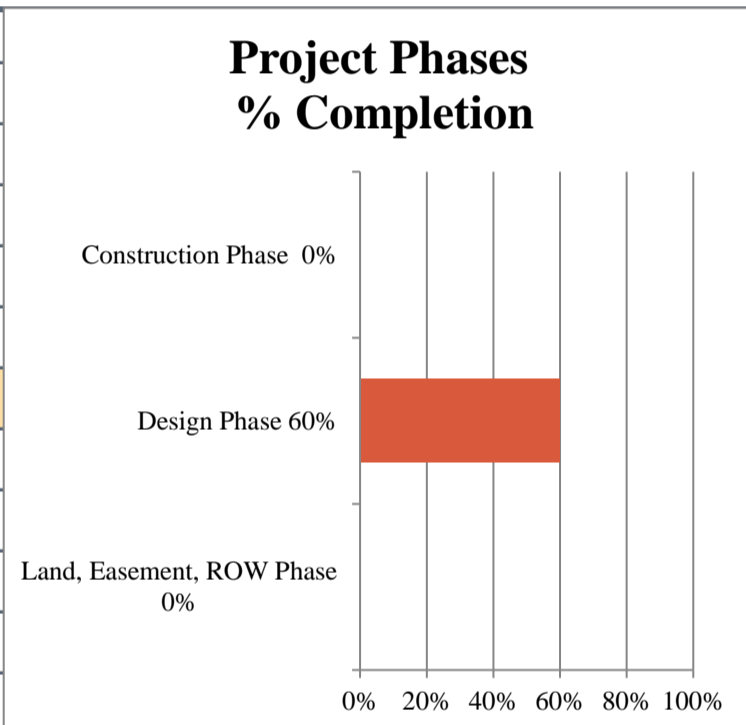 Project Phases
% Completion
Construction Phase  0%
Design Phase 60%
Land, Easement, ROW Phase
0%
0% 20% 40% 60% 80% 100%